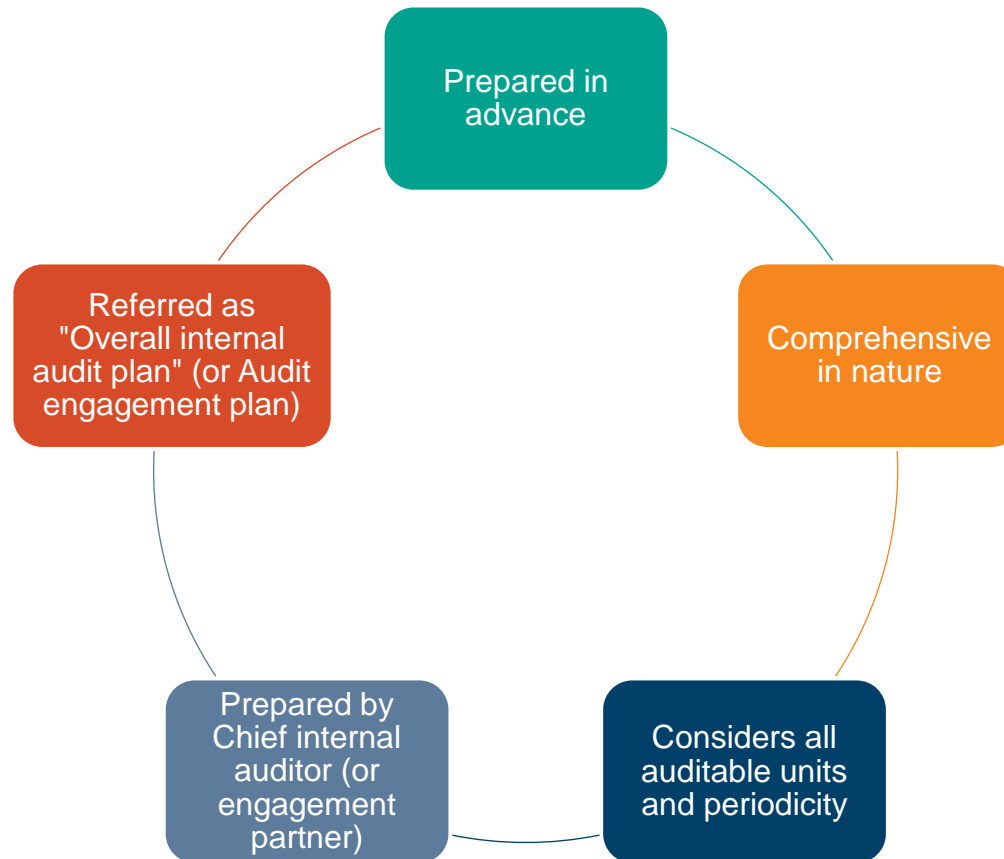 Prepared in
advance
Comprehensive
in nature
Considers all
auditable units
and periodicity
Prepared by
Chief internal
auditor (or
engagement
partner)
Referred as
"Overall internal
audit plan" (or Audit
engagement plan)